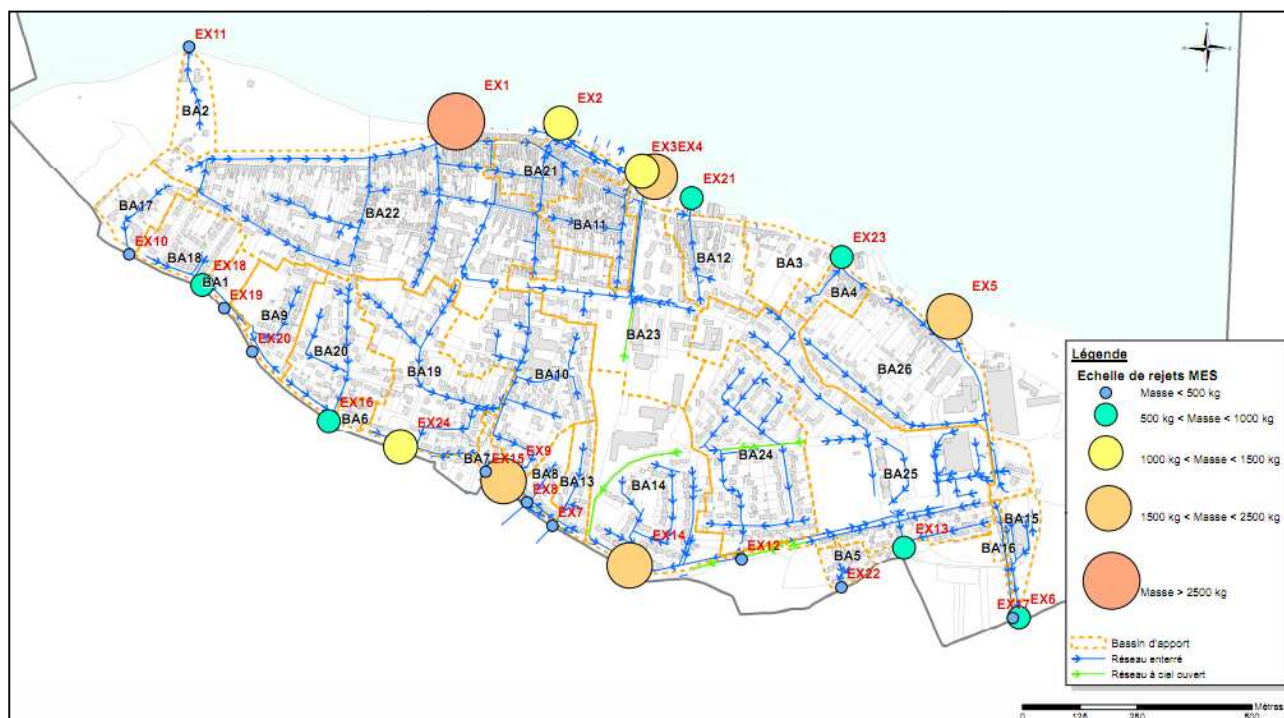 EX11
EX1
EX2
BA2
EX3EX4
BA21
EX21
BA17
BA22
BA11
EX10
BA12
BA3
EX23
BA18
EX18
BA1
BA4
EX5
EX19
BA9
BA23
EX20
BA20
BA19
BA10
BA26
EX16
BA6
EX24
BA24
EX9
BA7
EX15
BA8
BA13
BA14
BA25
EX8
EX7
EX14
EX12
EX13
BA15
BA5
BA16
EX22
EX17
EX6
Légende
Echelle de rejets MES
Masse < 500 kg
500 kg < Masse < 1000 kg
1000 kg < Masse < 1500 kg
1500 kg < Masse < 2500 kg
Masse > 2500 kg
Bassin d'apport
Réseau enterré
Réseau à ciel ouvert
Mètres
0 125 250 500